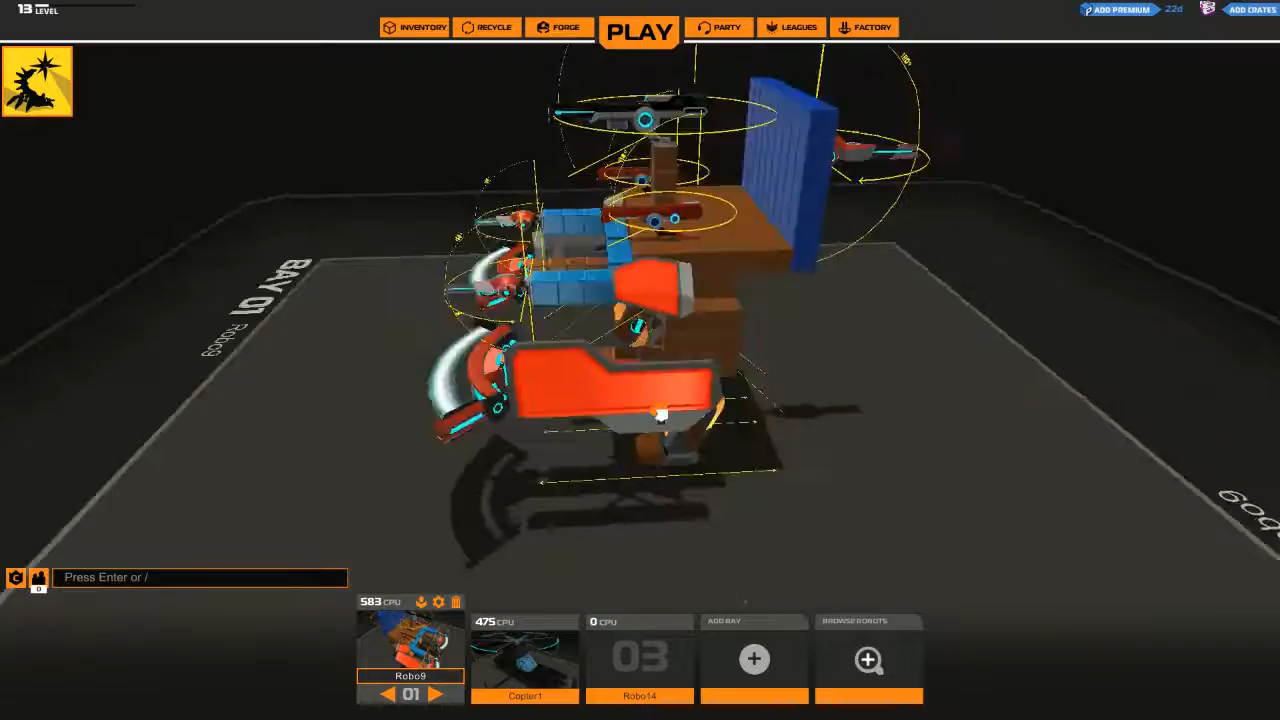 13 LEVEL
INVENTORY
RECYCLE
FORGE
PLAY
PARTY
LEAGUES
FACTORY
ADD PREMIUM
22d
ADD CRATES
BAY 01
Robo9
Press Enter or /
D
583 CPU
475 CPU
0 CPU
ADD BAY
BROWSE ROBOTS
03
Robo9
01
Copter1
Robo14